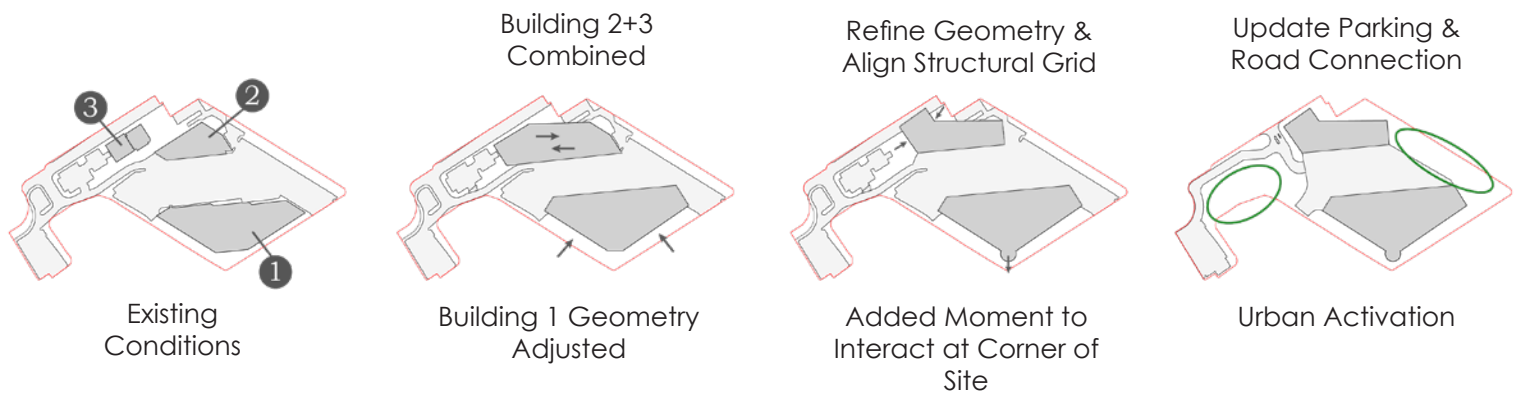 3
2
1
Existing
Conditions
Building 2+3
Combined
Building 1 Geometry
Adjusted
Refine Geometry &
Align Structural Grid
Added Moment to
Interact at Corner of
Site
Update Parking &
Road Connection
Urban Activation